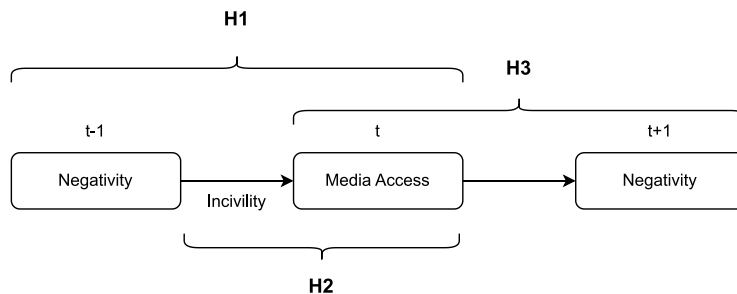 H1
H3
t-1
t
t+1
Negativity
Incivility
Media Access
Negativity
H2